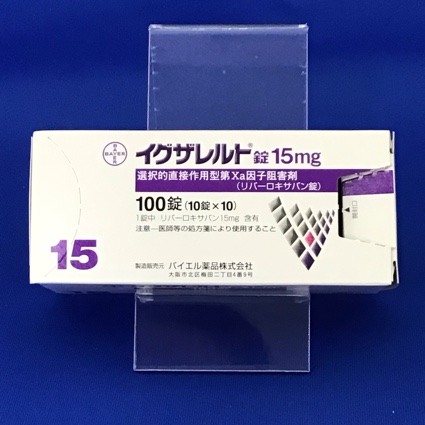 BAYER
BAYER
イグザレルト®錠15mg
選択的直接作用型第Xa因子阻害剤
(リバーロキサバン錠)
100錠(10錠×10)
1錠中 リバーロキサバン15mg 含有
注意―医師等の処方箋により使用すること
開封口
15
製造販売元 バイエル薬品株式会社
大阪市北区梅田二丁目4番9号